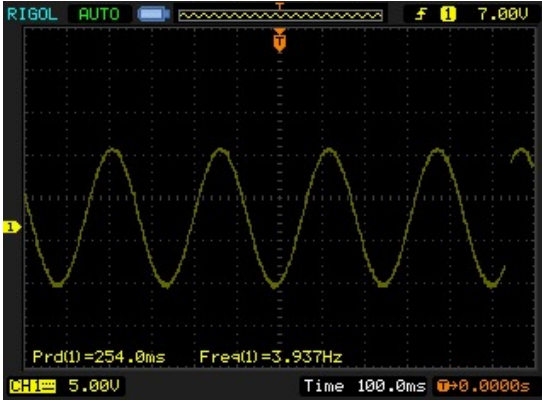 RIGOL AUTO T f 1 7.00V
T
1
Prd(1)=254.0ms Freq(1)=3.937Hz
CH1 5.00V Time 100.0ms T→0.0000s